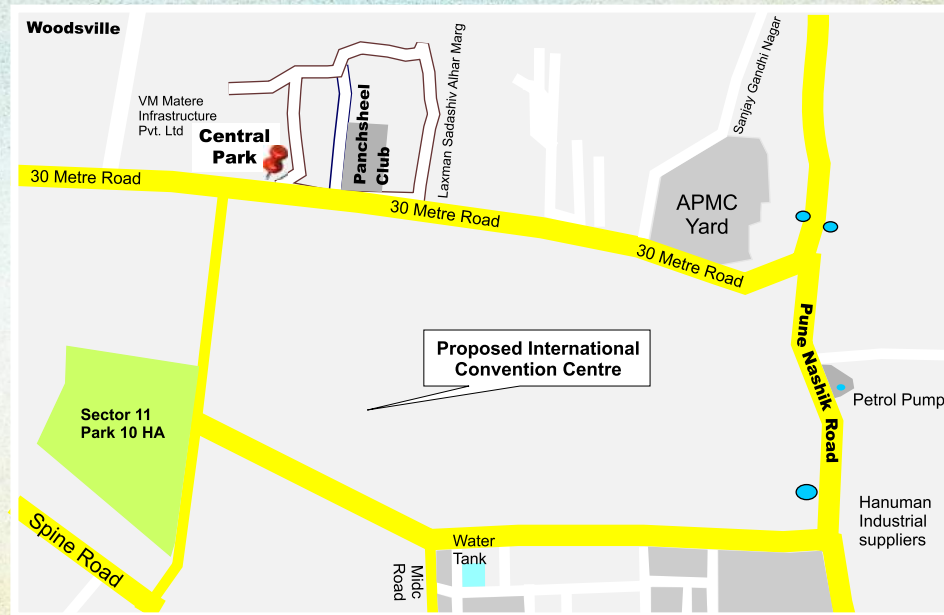 Woodsville
VM Matere
Infrastructure
Pvt. Ltd
Central
Park
Panchsheel
Club
Laxman Sadashiv Alhar Marg
Sanjay Gandhi Nagar
30 Metre Road
30 Metre Road
30 Metre Road
APMC
Yard
Pune Nashik Road
Proposed International
Convention Centre
Petrol Pump
Sector 11
Park 10 HA
Hanuman
Industrial
suppliers
Spine Road
Water
Tank
Midc
Road